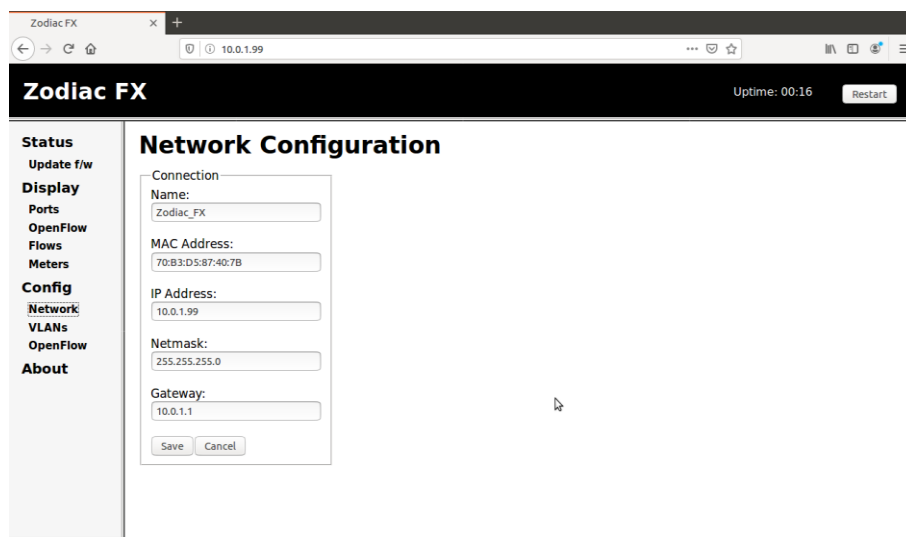 Zodiac FX
10.0.1.99
Zodiac FX
Uptime: 00:16
Restart
Status
Update f/w
Display
Ports
OpenFlow
Flows
Meters
Config
Network
VLANs
OpenFlow
About
Network Configuration
Connection
Name:
Zodiac_FX
MAC Address:
70:B3:D5:87:40:7B
IP Address:
10.0.1.99
Netmask:
255.255.255.0
Gateway:
10.0.1.1
Save Cancel